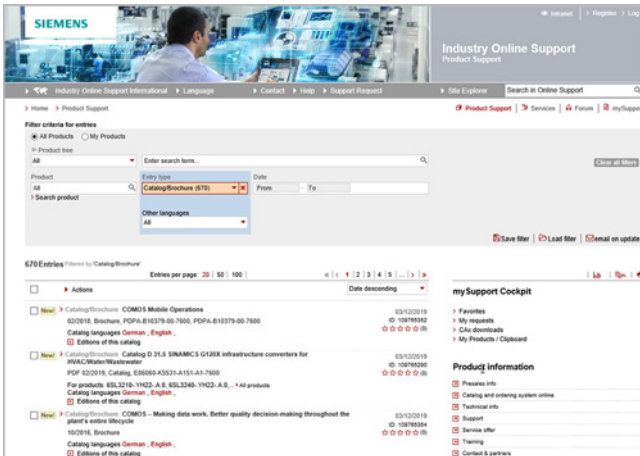 SIEMENS
Intranet > Register > Log
Industry Online Support
Product Support
Industry Online Support International > Language > Contact > Help > Support Request > Site Explorer Search in Online Support
> Home > Product Support
Product Support | Services | Forum | mySuppo
Filter criteria for entries
All Products My Products
Product tree
All Enter search term... Clear all filters
Product Entry type Date
All Catalog/Brochure (670) From -- To
> Search product
Other languages
All
Save filter | Load filter | email on update
670 Entries Filtered by 'Catalog/Brochure'
Entries per page: 20 | 50 | 100 | « | < 1 | 2 | 3 | 4 | 5 | ... | > | »
> Actions Date descending
mySupport Cockpit
> Favorites
> My requests
> CAx downloads
> My Products / Clipboard
New! > Catalog/Brochure COMOS Mobile Operations 03/12/2019
02/2018, Brochure, PDPA-B10379-00-7600, PDPA-B10379-00-7600
Catalog languages German , English ,
Editions of this catalog
(0)
New! > Catalog/Brochure Catalog D 31.5 SINAMICS G120X infrastructure converters for 03/12/2019
HVAC/Water/Wastewater
PDF 02/2019, Catalog, E86060-K5531-A151-A1-7600
(0)
For products: 6SL3210-.YH22-.A.0, 6SL3240-.YH22-.A.0,.. > All products
Catalog languages German , English ,
Editions of this catalog
New! > Catalog/Brochure COMOS – Making data work. Better quality decision-making throughout the 03/12/2019
plant's entire lifecycle
10/2016, Brochure
(0)
Catalog languages German , English ,
Editions of this catalog
Product information
Presales info
Catalog and ordering system online
Technical info
Support
Service offer
Training
Contact & partners